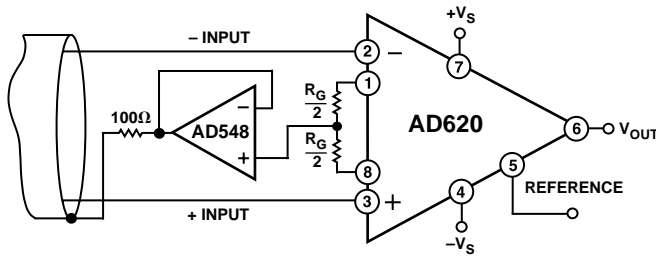 – INPUT
100Ω
AD548
–
+
R_G
2
R_G
2
+ INPUT
2
–
1
8
3
+
AD620
+V_S
7
6
V_OUT
5
REFERENCE
4
–V_S